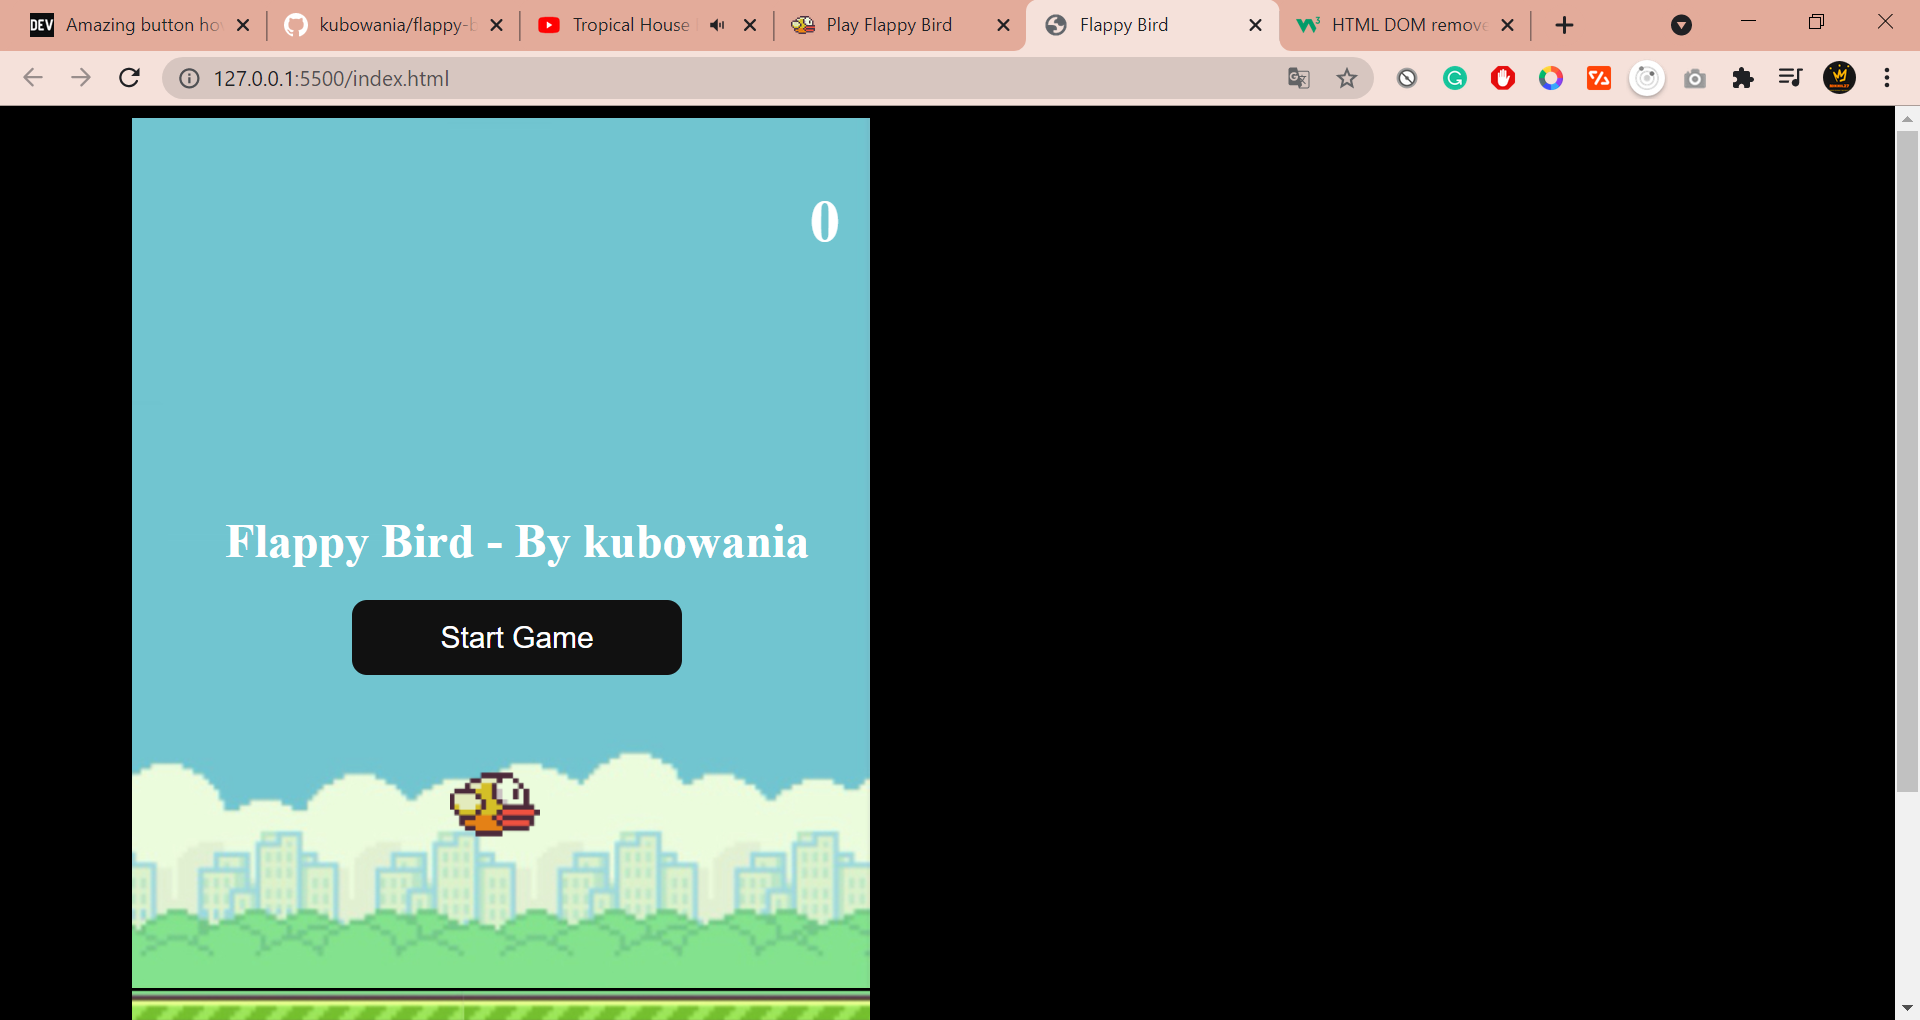 DEV Amazing button ho
kubowania/flappy-b
Tropical House
Play Flappy Bird
Flappy Bird
HTML DOM remove
127.0.0.1:5500/index.html
0
Flappy Bird - By kubowania
Start Game